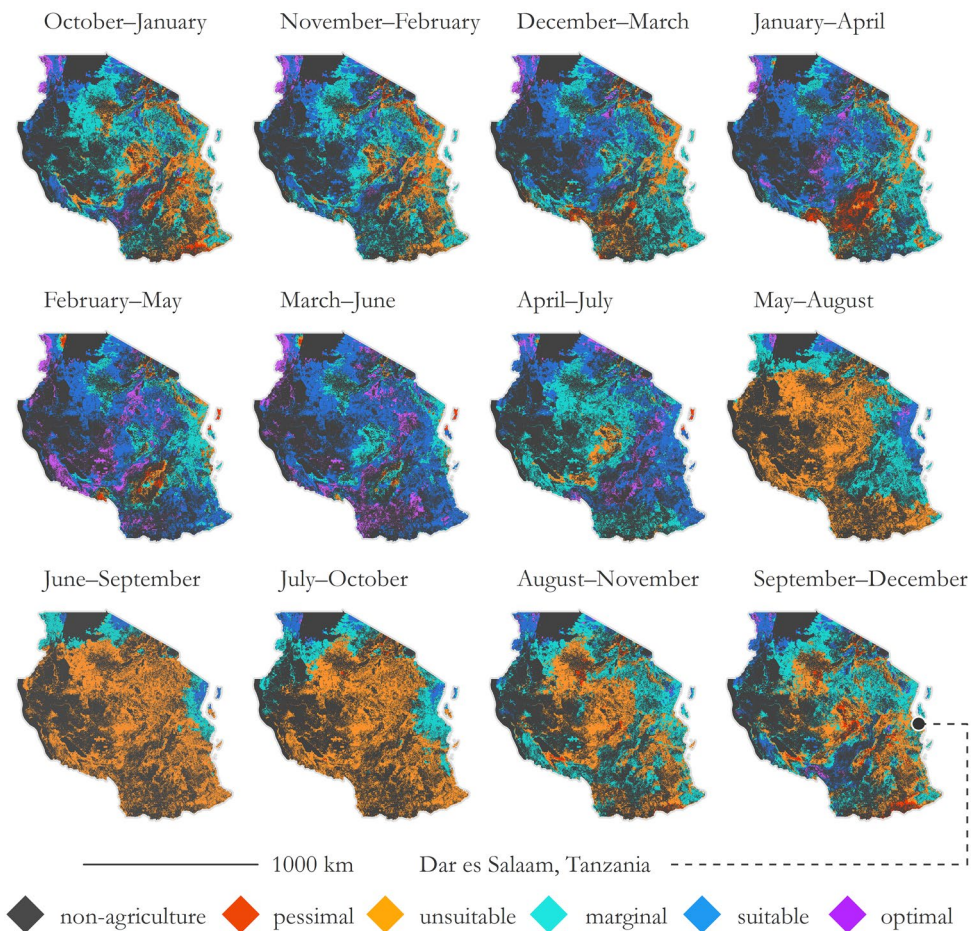 October–January
November–February
December–March
January–April
February–May
March–June
April–July
May–August
June–September
July–October
August–November
September–December
1000 km
Dar es Salaam, Tanzania
non-agriculture
pessimal
unsuitable
marginal
suitable
optimal